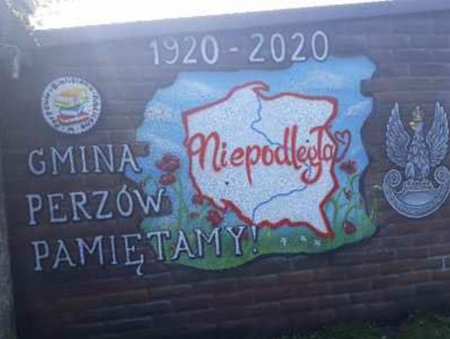 1920-2020
GMINA
PERZÓW
PAMIĘTAMY!
Niepodległa